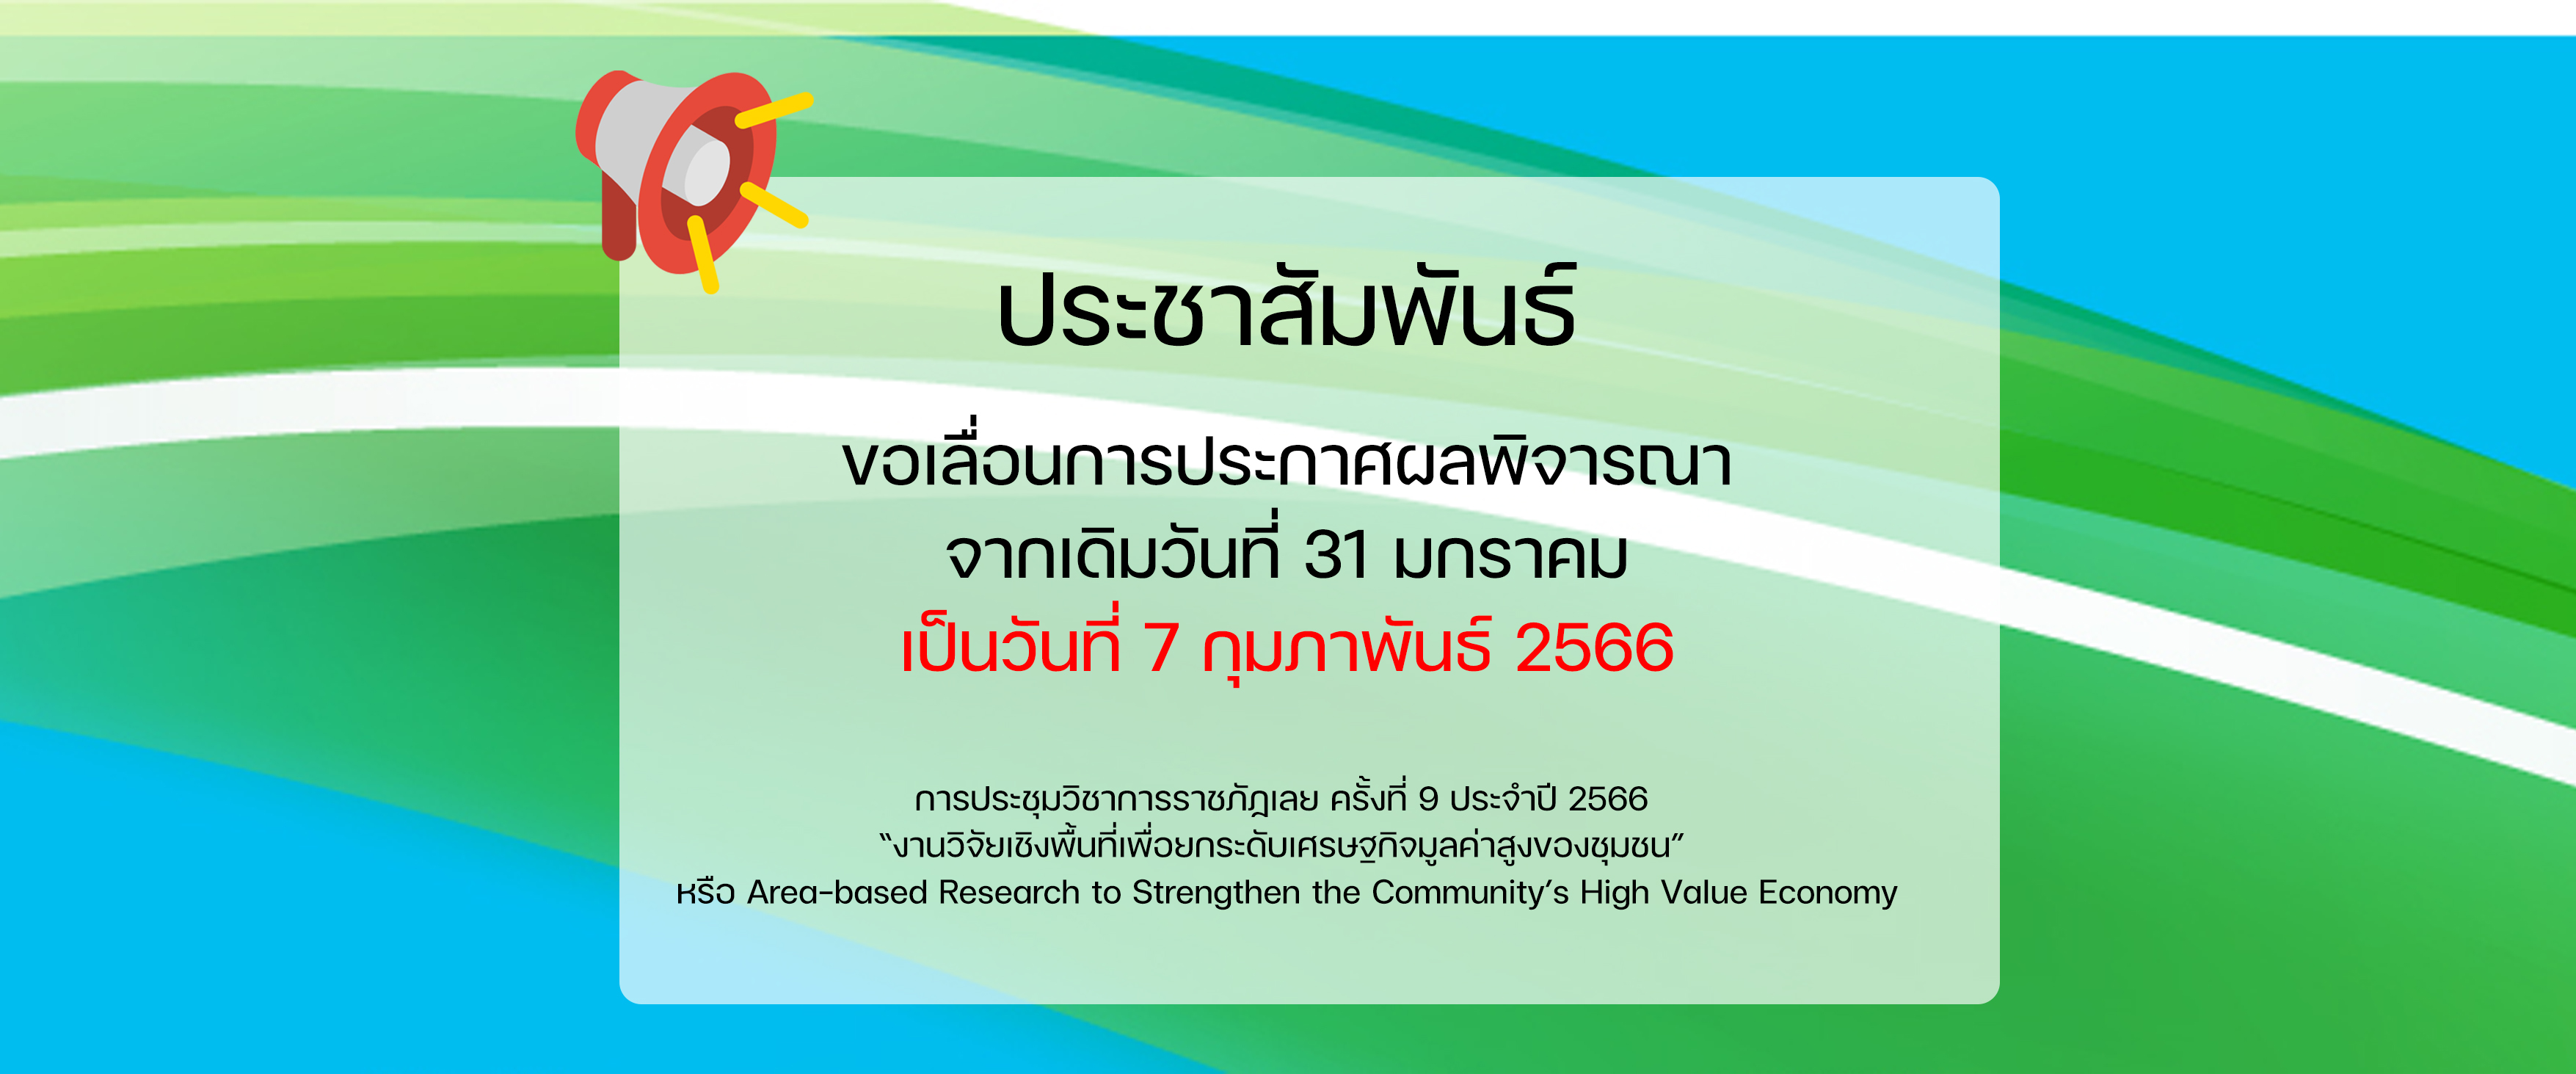 ประชาสัมพันธ์
ขอเลื่อนการประกาศผลพิจารณา
จากเดิมวันที่ 31 มกราคม
เป็นวันที่ 7 กุมภาพันธ์ 2566
การประชุมวิชาการราชภัฎเลย ครั้งที่ 9 ประจำปี 2566
“งานวิจัยเชิงพื้นที่เพื่อยกระดับเศรษฐกิจมูลค่าสูงของชุมชน”
หรือ Area-based Research to Strengthen the Community’s High Value Economy